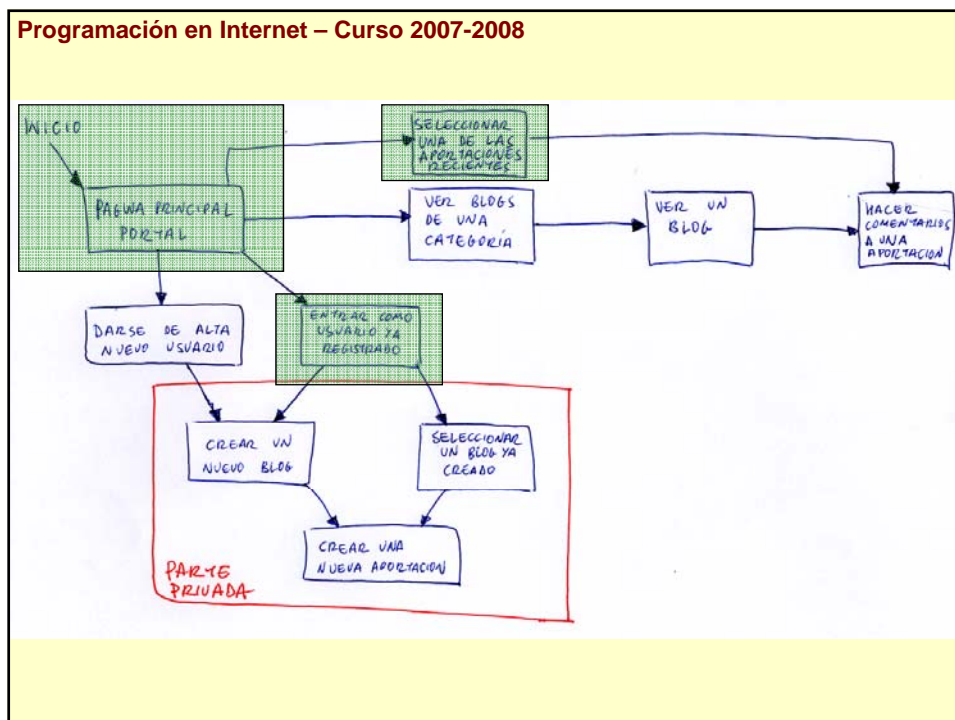 Programación en Internet – Curso 2007-2008
INICIO
PAGINA PRINCIPAL
PORTAL
SELECCIONAR
UNA DE LAS
APORTACIONES
RECIENTES
VER BLOGS
DE UNA
CATEGORÍA
VER UN
BLOG
HACER
COMENTARIOS
A UNA
APORTACION
DARSE DE ALTA
NUEVO USUARIO
ENTRAR COMO
USUARIO YA
REGISTRADO
CREAR UN
NUEVO BLOG
SELECCIONAR
UN BLOG YA
CREADO
CREAR UNA
NUEVA APORTACION
PARTE
PRIVADA